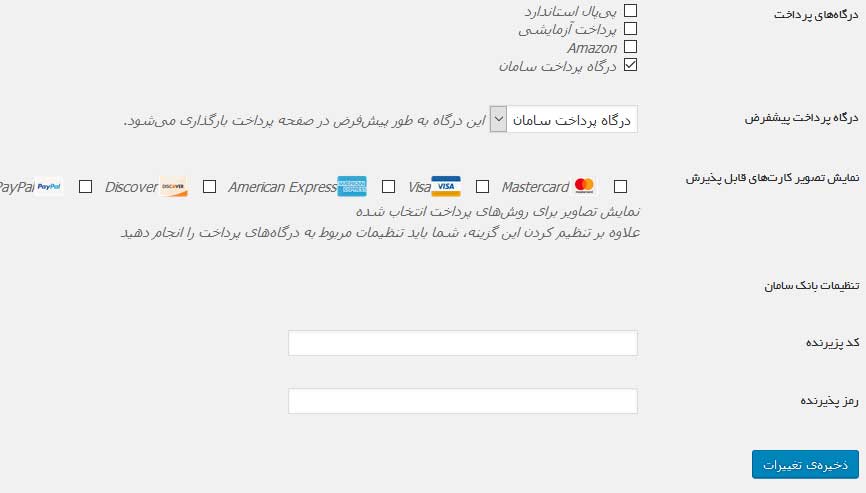 درگاه‌های پرداخت
پی‌پال استاندارد
پرداخت آزمایشی
Amazon
درگاه پرداخت سامان
درگاه پرداخت پیشفرض
درگاه پرداخت سامان
این درگاه به طور پیش‌فرض در صفحه پرداخت بارگذاری می‌شود.
نمایش تصویر کارت‌های قابل پذیرش
Mastercard VISA Visa AMERICAN EXPRESS American Express DISCOVER Discover PayPal PayPal
نمایش تصاویر برای روش‌های پرداخت انتخاب شده
علاوه بر تنظیم کردن این گزینه، شما باید تنظیمات مربوط به درگاه‌های پرداخت را انجام دهید
تنظیمات بانک سامان
کد پزیرنده
رمز پذیرنده
ذخیره‌ی تغییرات